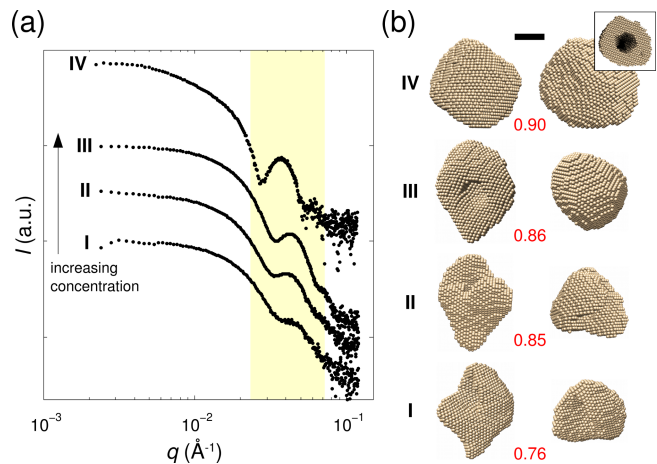 (a)
(b)
IV
III
II
I
increasing
concentration
I (a.u.)
10⁻³
10⁻²
10⁻¹
q (Å⁻¹)
IV
0.90
III
0.86
II
0.85
I
0.76